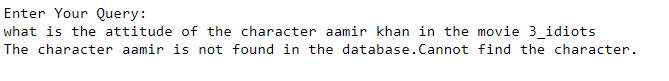 Enter Your Query:
what is the attitude of the character aamir khan in the movie 3_idiots
The character aamir is not found in the database.Cannot find the character.